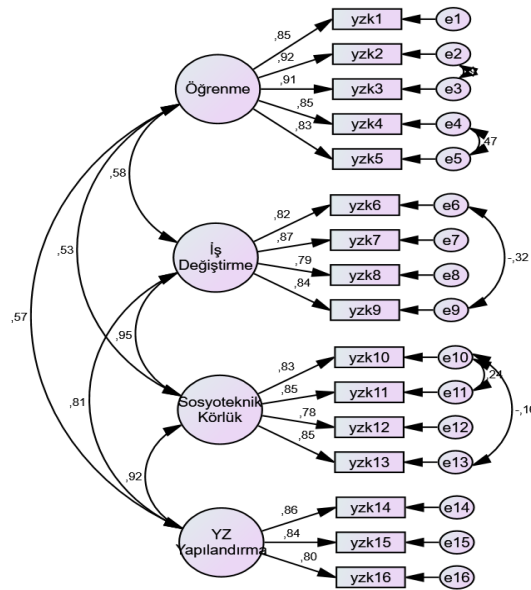 ,85
yzk1
e1
,92
yzk2
e2
Öğrenme
,91
yzk3
e3
,85
yzk4
e4
,83
yzk5
e5
,47
,58
,82
yzk6
e6
İş
Değiştirme
,87
yzk7
e7
,79
yzk8
e8
,84
yzk9
e9
-,32
,53
,57
,95
,83
yzk10
e10
Sosyoteknik
Körlük
,85
yzk11
e11
,24
,78
yzk12
e12
,85
yzk13
e13
,81
,92
,86
yzk14
e14
YZ
Yapılandırma
,84
yzk15
e15
,80
yzk16
e16